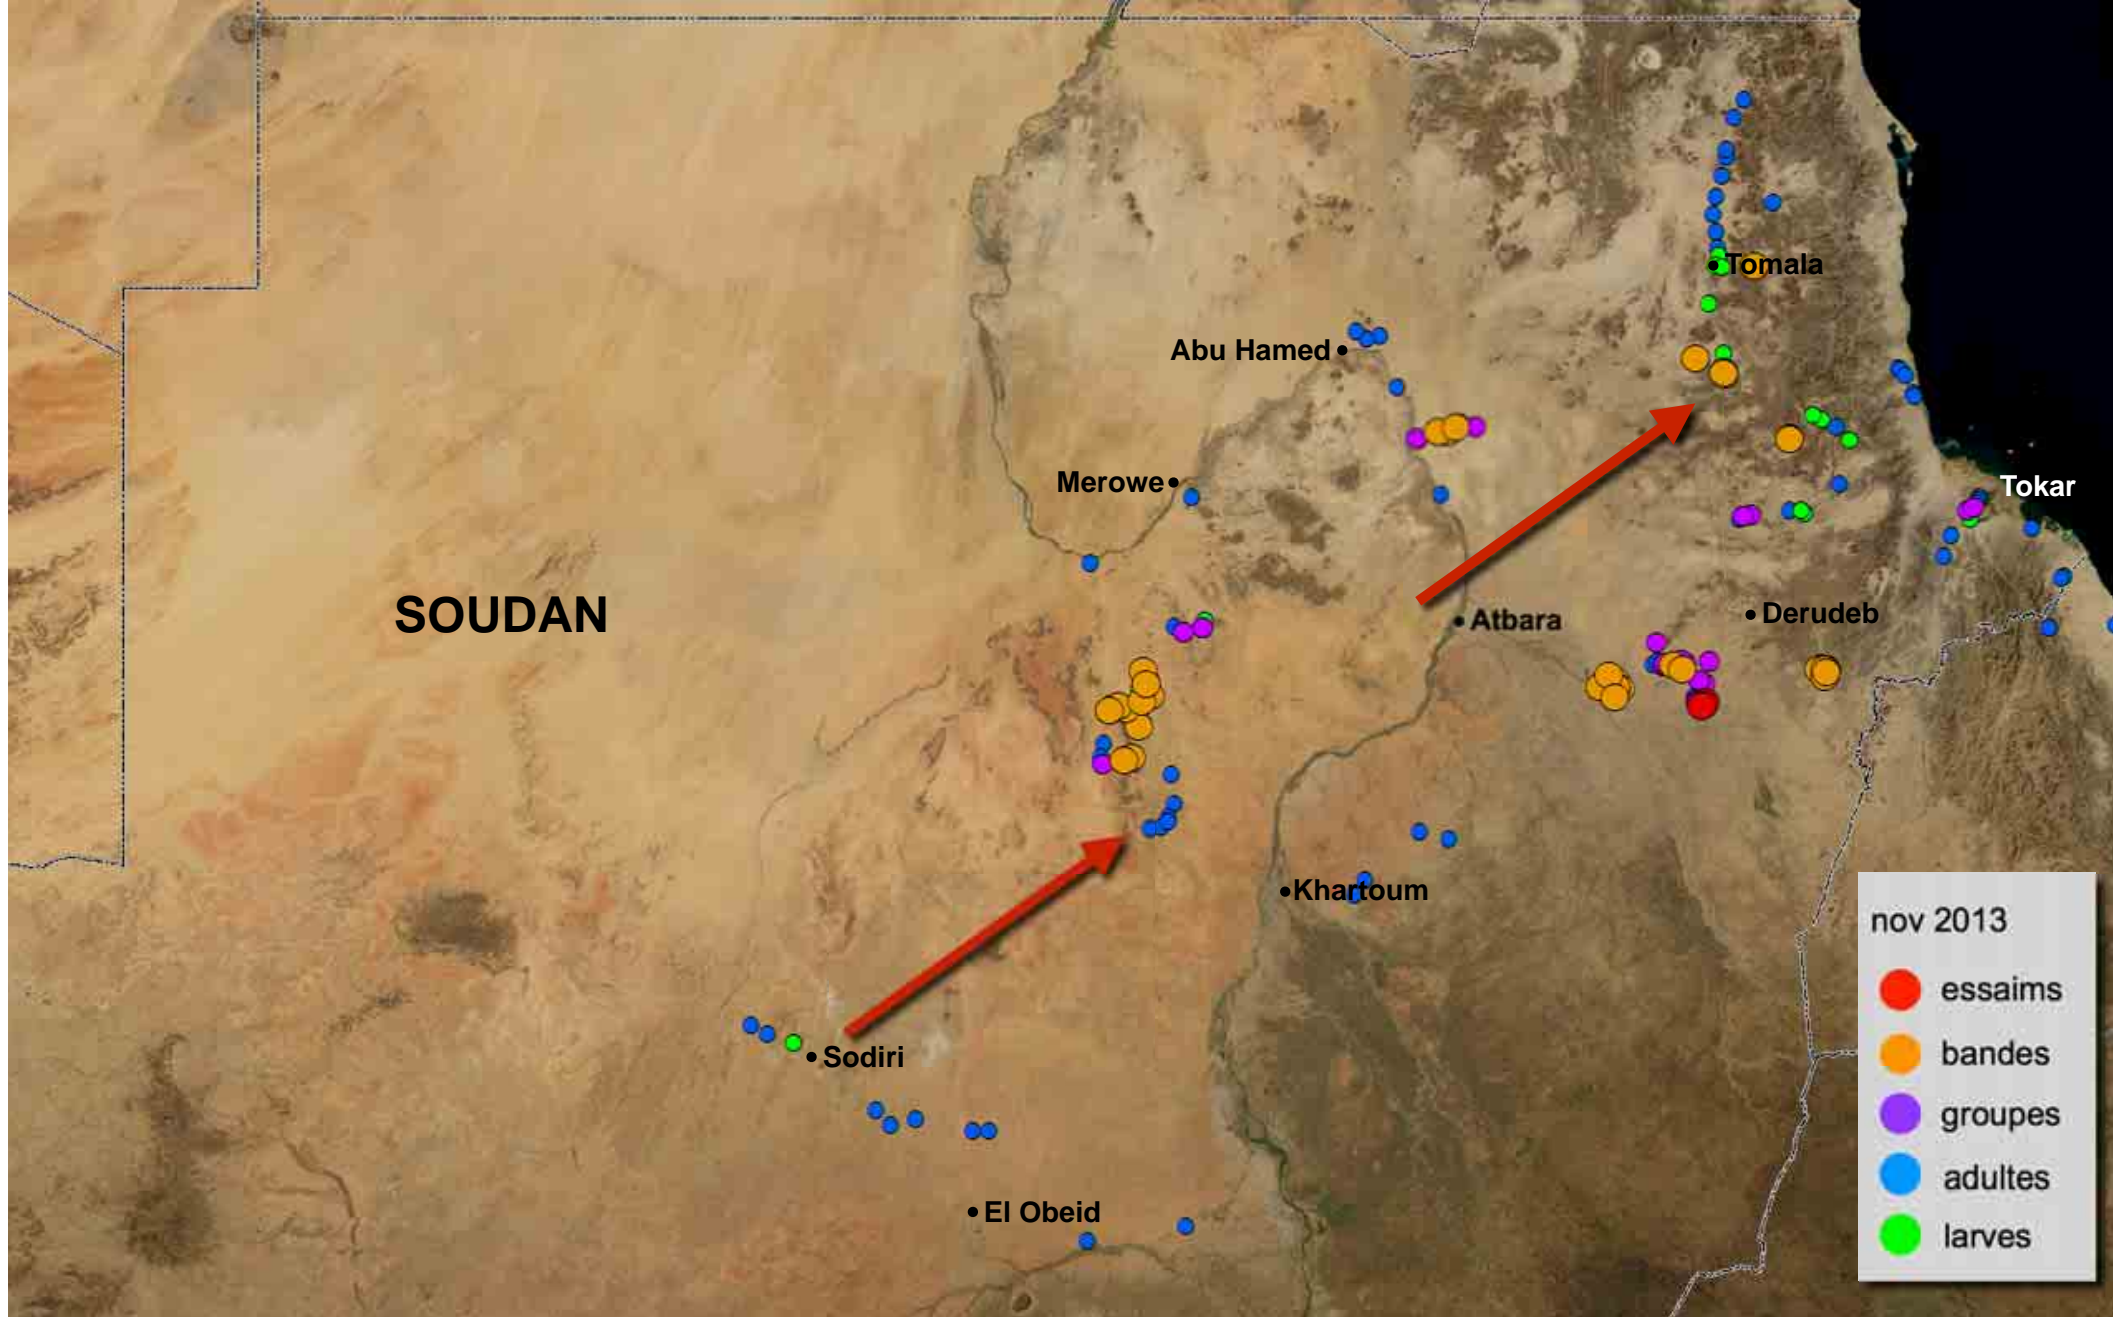 Tomala
Abu Hamed
Merowe
Tokar
SOUDAN
Atbara
Derudeb
Khartoum
Sodiri
El Obeid
nov 2013
essaims
bandes
groupes
adultes
larves